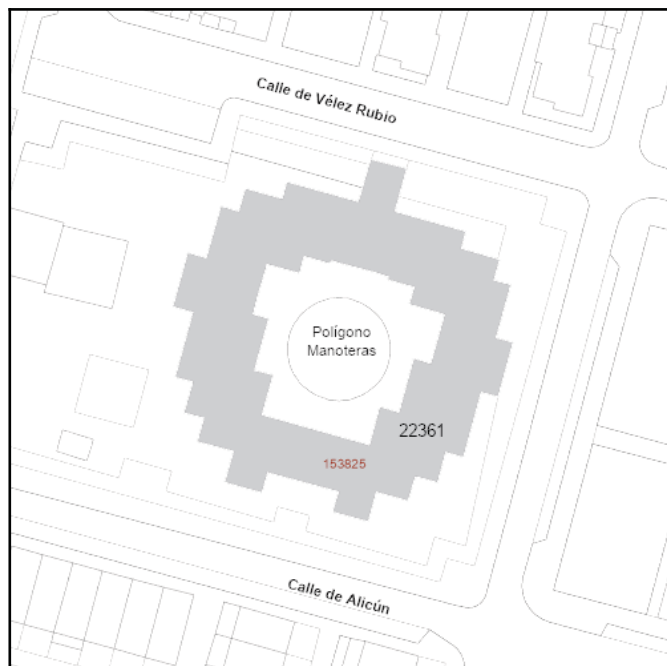 Calle de Vélez Rubio
Polígono
Manoteras
22361
153825
Calle de Alicún